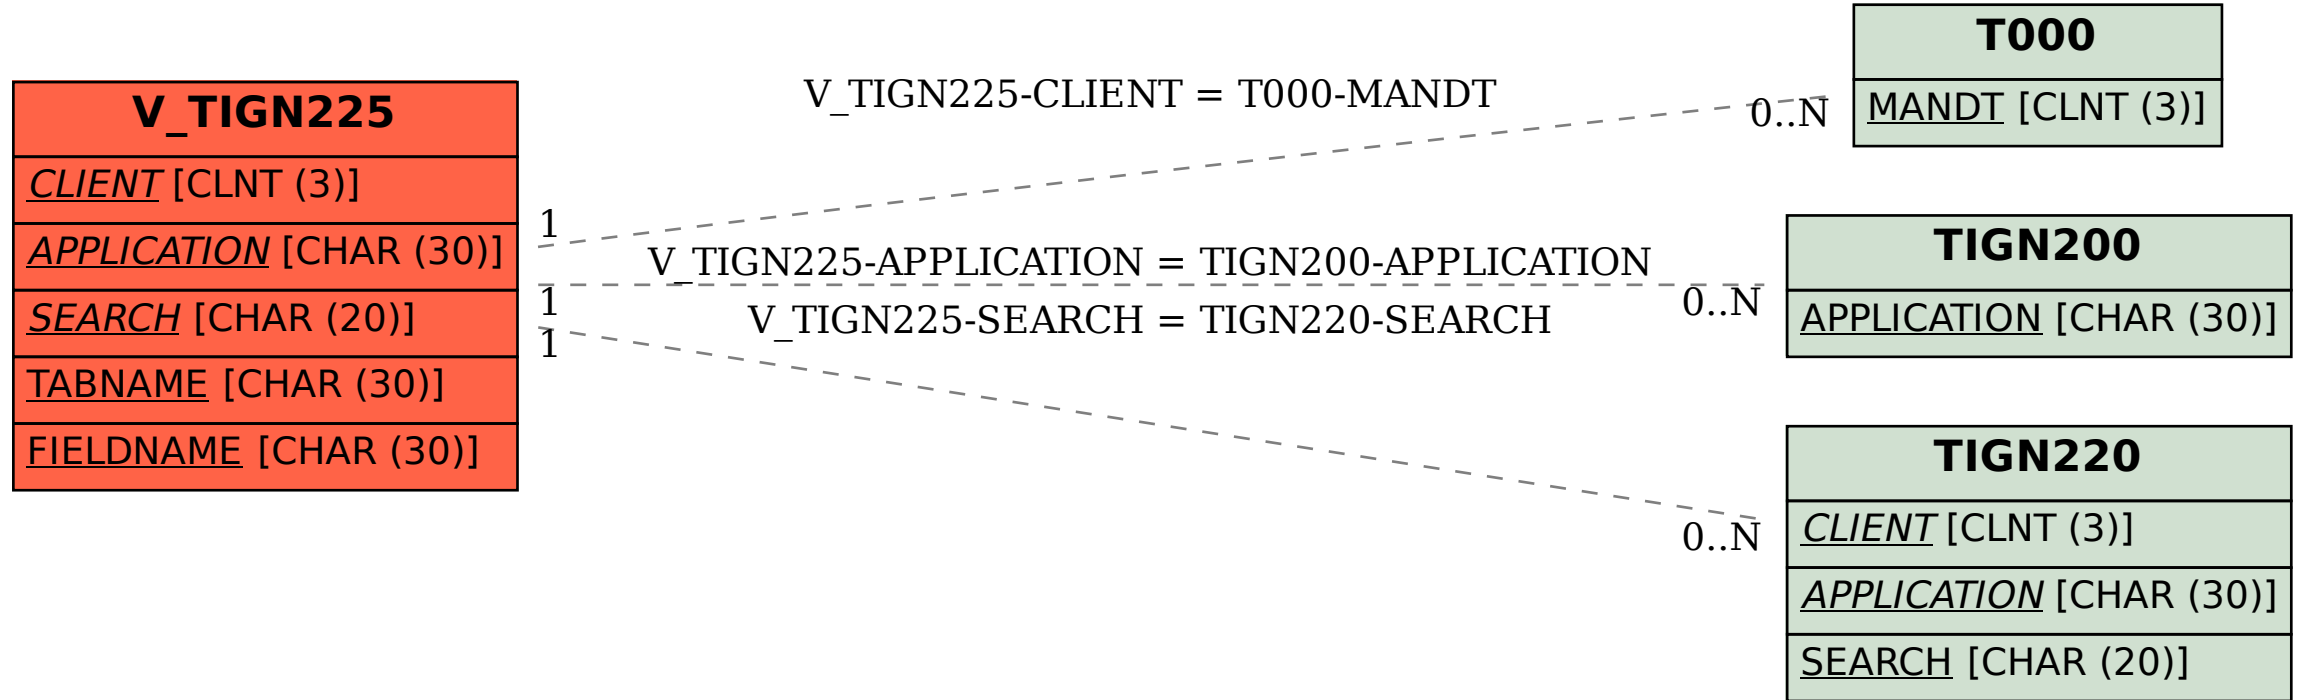 V_TIGN225
CLIENT [CLNT (3)]
APPLICATION [CHAR (30)]
SEARCH [CHAR (20)]
TABNAME [CHAR (30)]
FIELDNAME [CHAR (30)]
V_TIGN225-CLIENT = T000-MANDT
1
0..N
V_TIGN225-APPLICATION = TIGN200-APPLICATION
1
0..N
V_TIGN225-SEARCH = TIGN220-SEARCH
1
0..N
T000
MANDT [CLNT (3)]
TIGN200
APPLICATION [CHAR (30)]
TIGN220
CLIENT [CLNT (3)]
APPLICATION [CHAR (30)]
SEARCH [CHAR (20)]